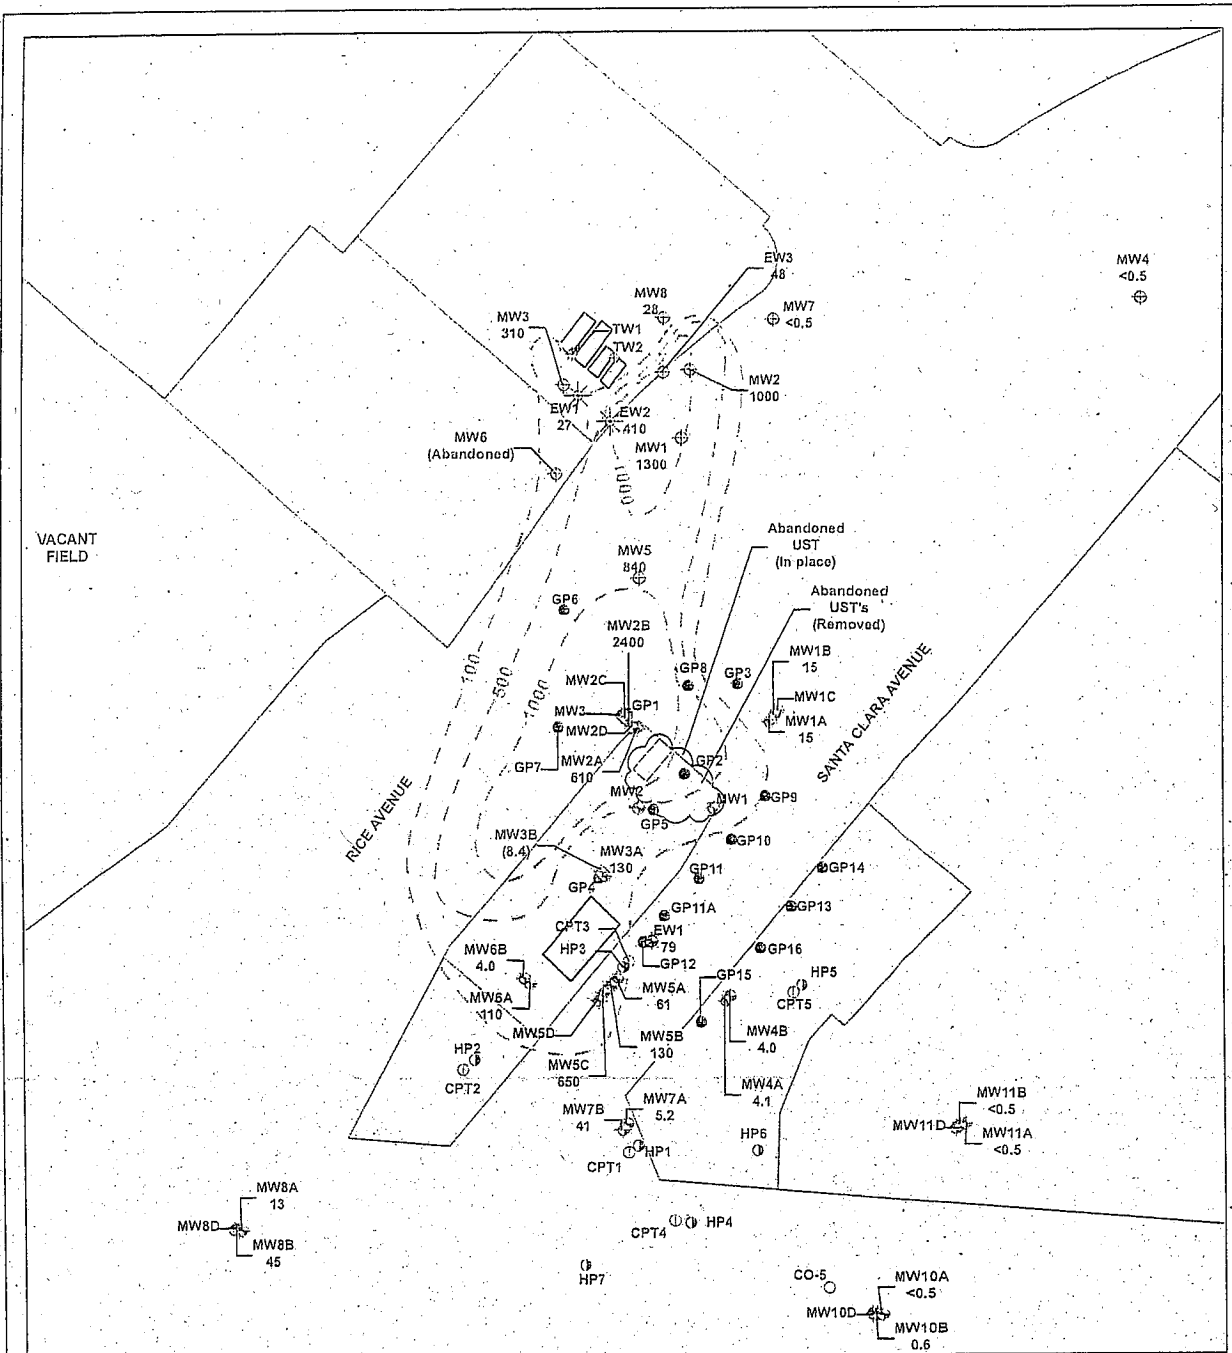 EW3
48
MW4
<0.5
MW8
28
MW7
<0.5
MW3
310
TW1
TW2
MW2
1000
EW1
27
EW2
410
MW1
1300
MW6
(Abandoned)
1000
VACANT
FIELD
Abandoned
UST
(In place)
MW5
840
Abandoned
UST's
(Removed)
GP6
MW2B
2400
MW1B
15
100
500
1000
GP8
GP3
MW2C
MW1C
MW3
GP1
MW1A
15
MW2D
SANTA CLARA AVENUE
GP7
MW2A
610
GP2
MW2
MW1
GP9
GP5
RICE AVENUE
MW3B
(8.4)
MW3A
130
GP10
GP4
GP11
GP14
GP11A
GP13
CPT3
EW1
79
HP3
GP16
MW6B
4.0
GP12
GP15
HP5
CPT5
MW6A
110
MW5A
61
MW5D
MW5B
130
MW4B
4.0
HP2
CPT2
MW5C
650
MW4A
4.1
MW7B
41
MW7A
5.2
MW11B
<0.5
MW11D
MW11A
<0.5
HP6
HP1
CPT1
MW8A
13
MW8D
MW8B
45
CPT4
HP4
HP7
CO-5
MW10A
<0.5
MW10D
MW10B
0.6